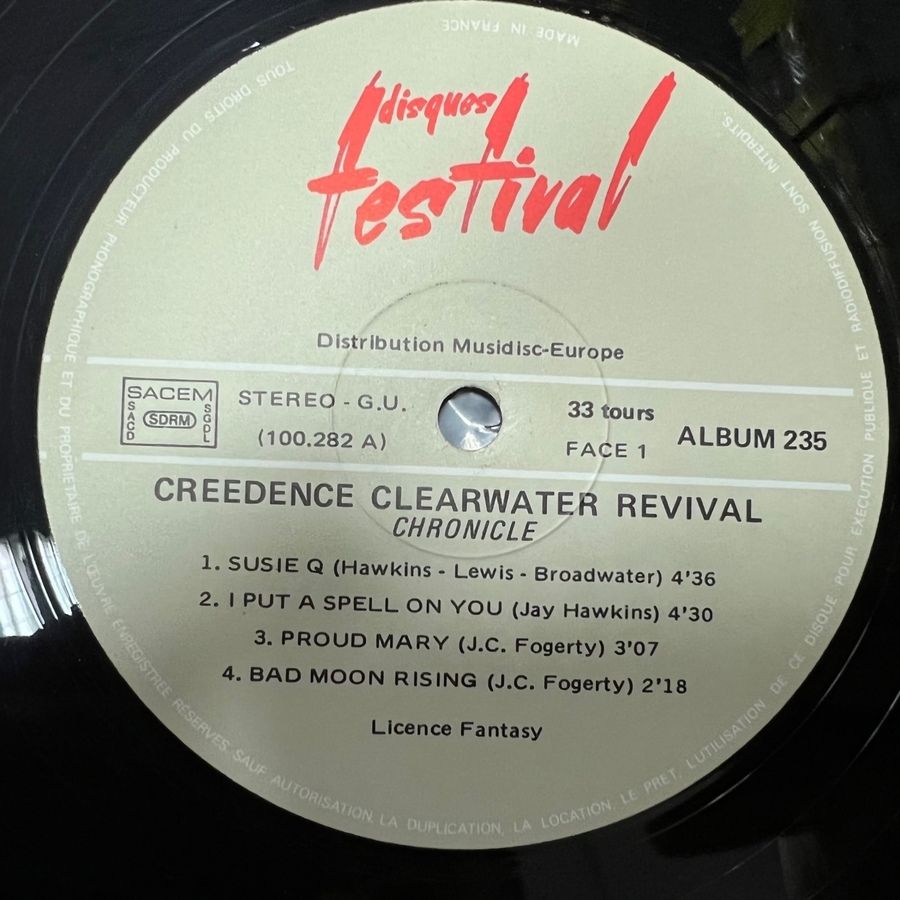 MADE IN FRANCE
disques
festival
Distribution Musidisc-Europe
SACEM
SACD
SDRM
SGDL
STEREO - G.U.
(100.282 A)
33 tours
FACE 1
ALBUM 235
CREEDENCE CLEARWATER REVIVAL
CHRONICLE
1. SUSIE Q (Hawkins - Lewis - Broadwater) 4'36
2. I PUT A SPELL ON YOU (Jay Hawkins) 4'30
3. PROUD MARY (J.C. Fogerty) 3'07
4. BAD MOON RISING (J.C. Fogerty) 2'18
Licence Fantasy
TOUS DROITS DU PRODUCTEUR PHONOGRAPHIQUE ET DU PROPRIETAIRE DE L'ŒUVRE ENREGISTREE RÉSERVES. SAUF AUTORISATION, LA DUPLICATION, LA LOCATION, LE PRET, L'UTILISATION DE CE DISQUE POUR EXECUTION PUBLIQUE ET RADIODIFFUSION SONT INTERDITS.